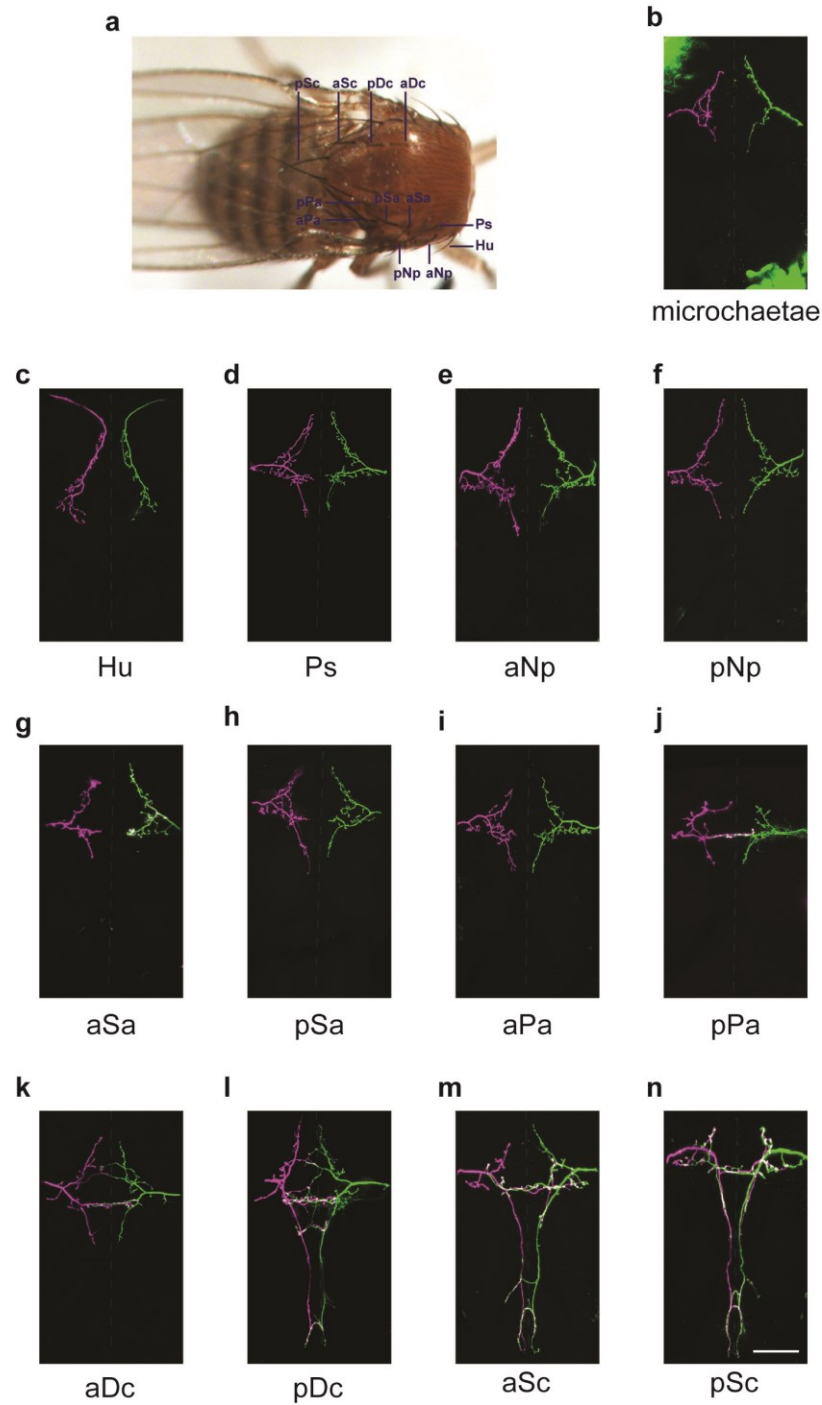 a
b
pSc aSc pDc aDc
pPa pSa aSa
aPa
Ps
Hu
pNp aNp
microchaetae
c d e f
Hu Ps aNp pNp
g h i j
aSa pSa aPa pPa
k l m n
aDc pDc aSc pSc